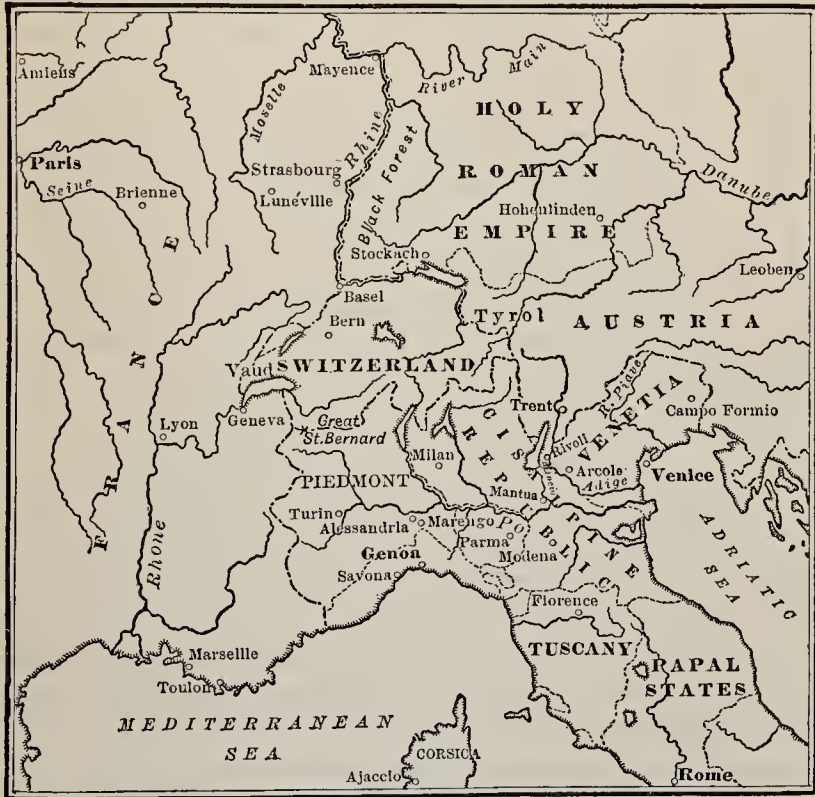 Amiens
Mayence
River Main
Moselle
HOLY
Rhine
Paris
Strasbourg
Black Forest
ROMAN
Danube
Seine
Brienne
Lunéville
Hohenlinden
EMPIRE
Stockach
Leoben
FRANCE
Basel
Bern
Tyrol
AUSTRIA
Vaud
SWITZERLAND
R. Piave
Trent
VENETIA
Campo Formio
Lyon
Geneva
Great
St. Bernard
CISALPINE
REPUBLIC
Rivoli
Milan
Arcole
Venice
Adige
Mincio
PIEDMONT
Mantua
Turin
Alessandria
Marengo
Po
Parma
Modena
ADRIATIC
SEA
Genoa
Savona
Rhone
Florence
Marseille
Toulon
TUSCANY
PAPAL
STATES
MEDITERRANEAN
SEA
CORSICA
Ajaccio
Rome